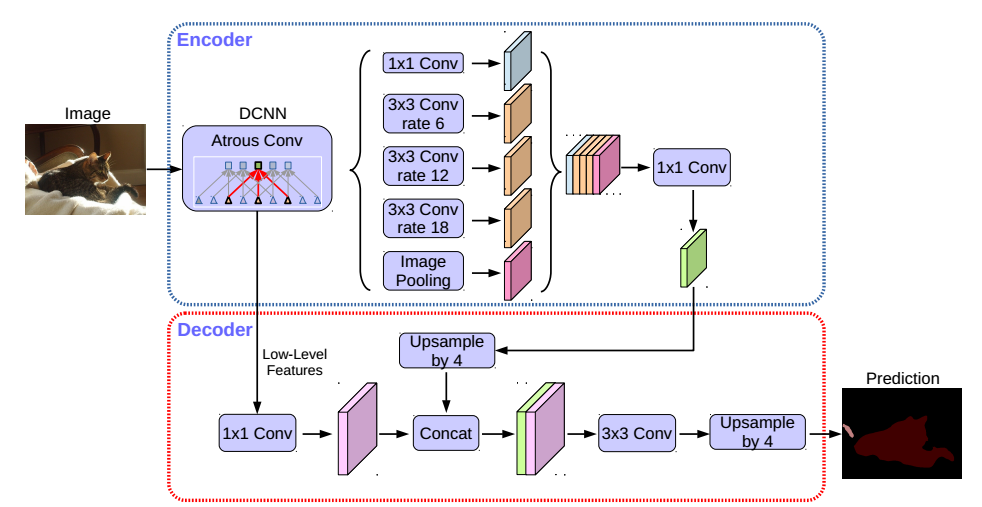 Encoder
Image
DCNN
Atrous Conv
1x1 Conv
3x3 Conv
rate 6
3x3 Conv
rate 12
3x3 Conv
rate 18
Image
Pooling
1x1 Conv
Decoder
Low-Level
Features
Upsample
by 4
1x1 Conv
Concat
3x3 Conv
Upsample
by 4
Prediction